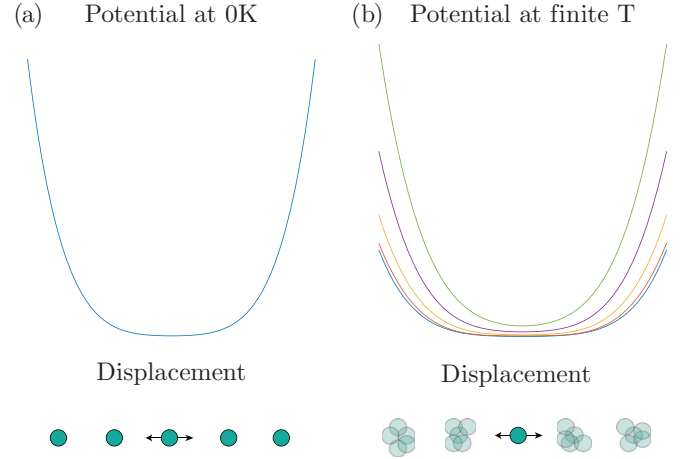 (a) Potential at 0K
(b) Potential at finite T
Displacement
Displacement